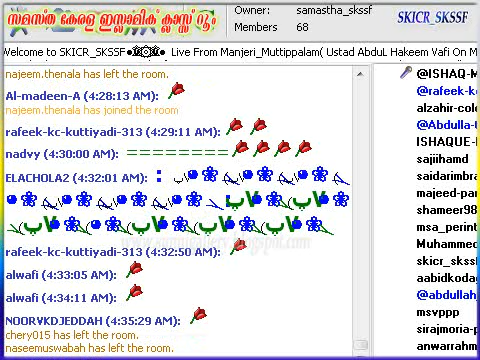 സമസ്ത കേരള ഇസ്ലാമിക് ക്ലാസ്സ് റൂം
Owner: samastha_skssf
Members 68
SKICR_SKSSF
Welcome to SKICR_SKSSF Live From Manjeri_Muttippalam( Ustad AbduL Hakeem Vafi On M
najeem.thenala has left the room.
Al-madeen-A (4:28:13 AM):
najeem.thenala has joined the room
rafeek-kc-kuttiyadi-313 (4:29:11 AM):
nadvy (4:30:00 AM): =========
ELACHOLA2 (4:32:01 AM): :
rafeek-kc-kuttiyadi-313 (4:32:50 AM):
alwafi (4:33:05 AM):
alwafi (4:34:11 AM):
NOORVKDJEDDAH (4:35:29 AM):
chery015 has left the room.
naseemuswabah has left the room.
@ISHAQ-M
@rafeek-kc
alzahir-colo
@Abdulla-
ISHAQUE-
sajiihamd
saidarimbra
majeed-pan
shameer98
msa_perint
Muhammed
skicr_skssf
aabidkodag
@abdullah_
msvppp
sirajmoria-p
anwarrahm